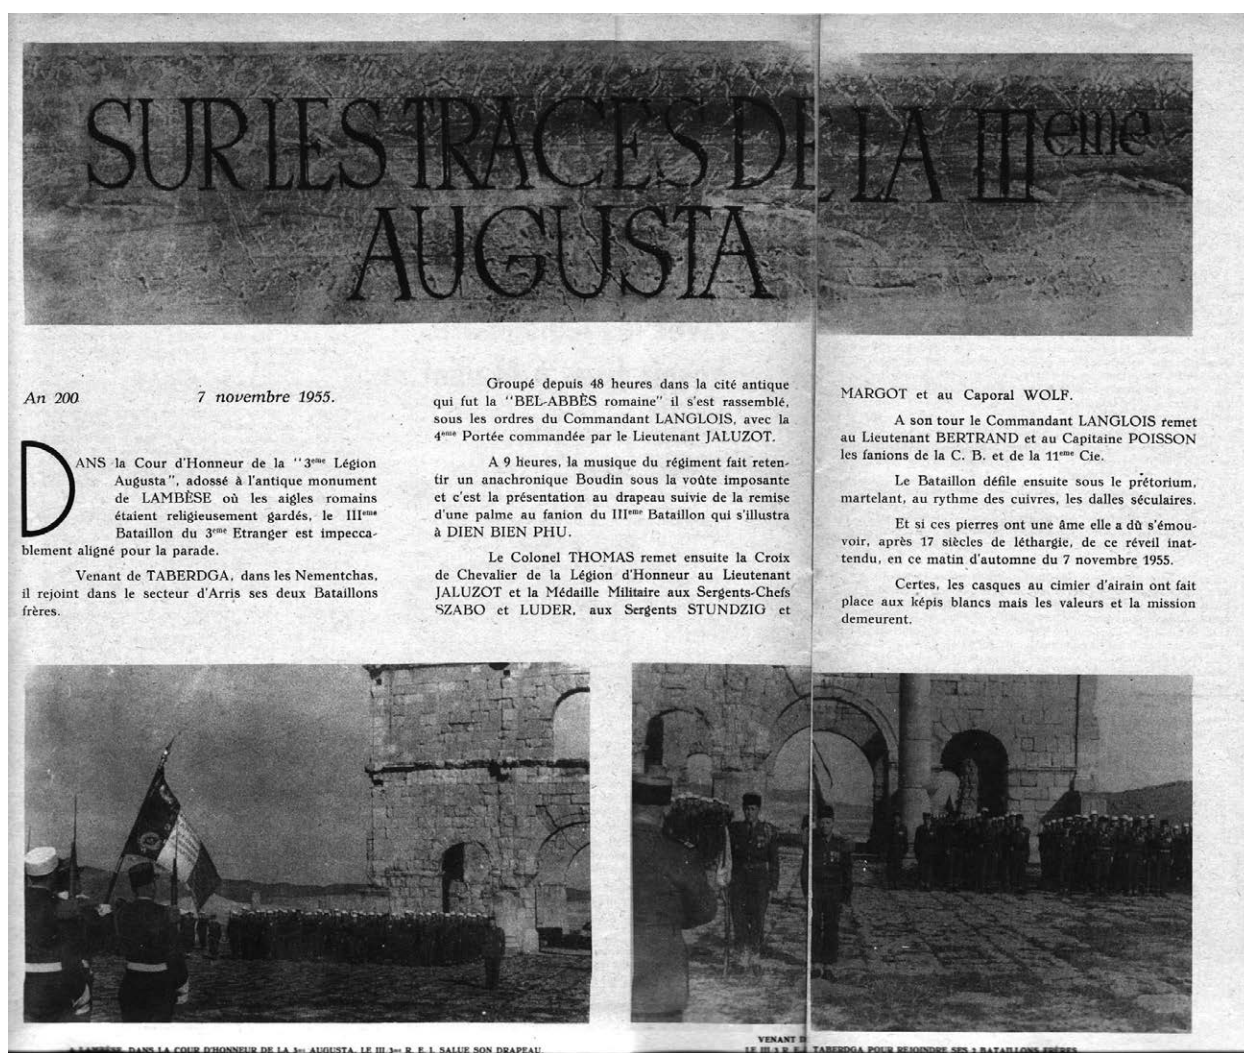 SUR LES TRACES DE LA IIIeme
AUGUSTA
An 200 7 novembre 1955.
DANS la Cour d'Honneur de la "3eme Légion
Augusta", adossé à l'antique monument
de LAMBÈSE où les aigles romains
étaient religieusement gardés, le IIIeme
Bataillon du 3eme Etranger est impecca-
blement aligné pour la parade.
Venant de TABERDGA, dans les Nementchas,
il rejoint dans le secteur d'Arris ses deux Bataillons
frères.
Groupé depuis 48 heures dans la cité antique
qui fut la "BEL-ABBÈS romaine" il s'est rassemblé,
sous les ordres du Commandant LANGLOIS, avec la
4eme Portée commandée par le Lieutenant JALUZOT.
A 9 heures, la musique du régiment fait reten-
tir un anachronique Boudin sous la voûte imposante
et c'est la présentation au drapeau suivie de la remise
d'une palme au fanion du IIIeme Bataillon qui s'illustra
à DIEN BIEN PHU.
Le Colonel THOMAS remet ensuite la Croix
de Chevalier de la Légion d'Honneur au Lieutenant
JALUZOT et la Médaille Militaire aux Sergents-Chefs
SZABO et LUDER, aux Sergents STUNDZIG et
MARGOT et au Caporal WOLF.
A son tour le Commandant LANGLOIS remet
au Lieutenant BERTRAND et au Capitaine POISSON
les fanions de la C. B. et de la 11eme Cie.
Le Bataillon défile ensuite sous le prétorium,
martelant, au rythme des cuivres, les dalles séculaires.
Et si ces pierres ont une âme elle a dû s'émou-
voir, après 17 siècles de léthargie, de ce réveil inat-
tendu, en ce matin d'automne du 7 novembre 1955.
Certes, les casques au cimier d'airain ont fait
place aux képis blancs mais les valeurs et la mission
demeurent.
A LAMBÈSE, DANS LA COUR D'HONNEUR DE LA 3me AUGUSTA, LE III 3me R. E. I. SALUE SON DRAPEAU.
VENANT D
LE III 3 R E I TABERDGA POUR REJOINDRE SES 2 BATAILLONS FRÈRES